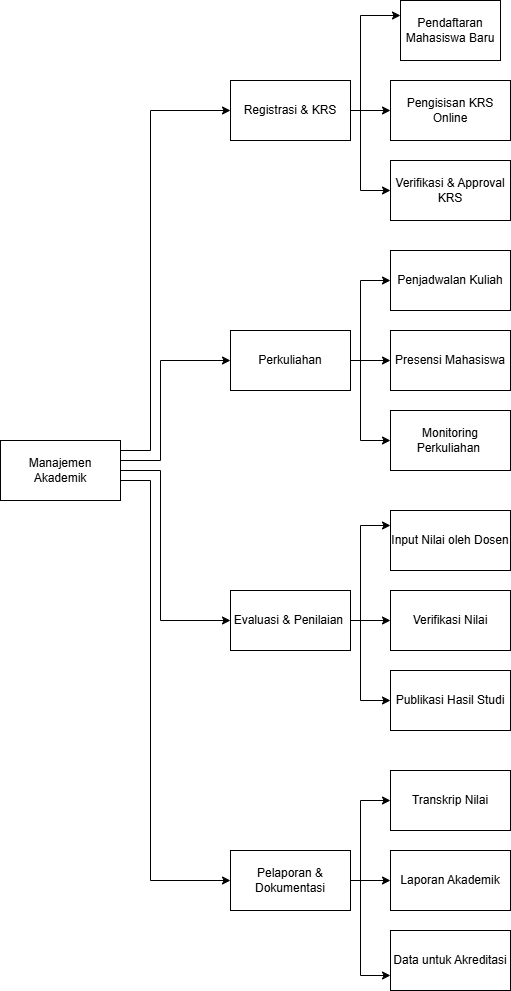 Pendaftaran
Mahasiswa Baru
Registrasi & KRS
Pengisisan KRS
Online
Verifikasi & Approval
KRS
Penjadwalan Kuliah
Perkuliahan
Presensi Mahasiswa
Monitoring
Perkuliahan
Manajemen
Akademik
Input Nilai oleh Dosen
Evaluasi & Penilaian
Verifikasi Nilai
Publikasi Hasil Studi
Transkrip Nilai
Pelaporan &
Dokumentasi
Laporan Akademik
Data untuk Akreditasi